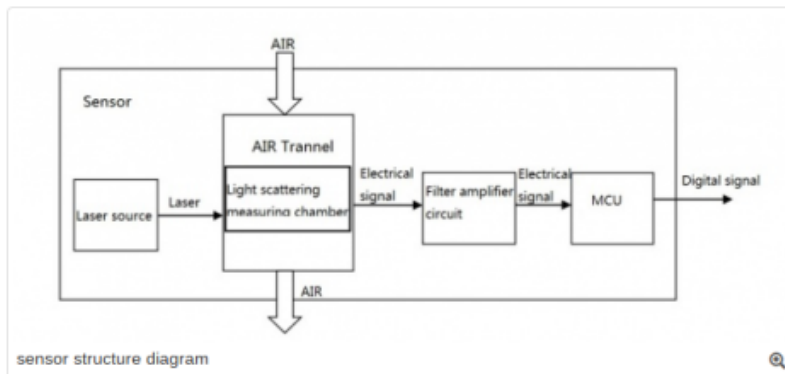 AIR
Sensor
AIR Trannel
Light scattering
measuring chamber
Laser source
Laser
Electrical
signal
Filter amplifier
circuit
Electrical
signal
MCU
Digital signal
AIR
sensor structure diagram